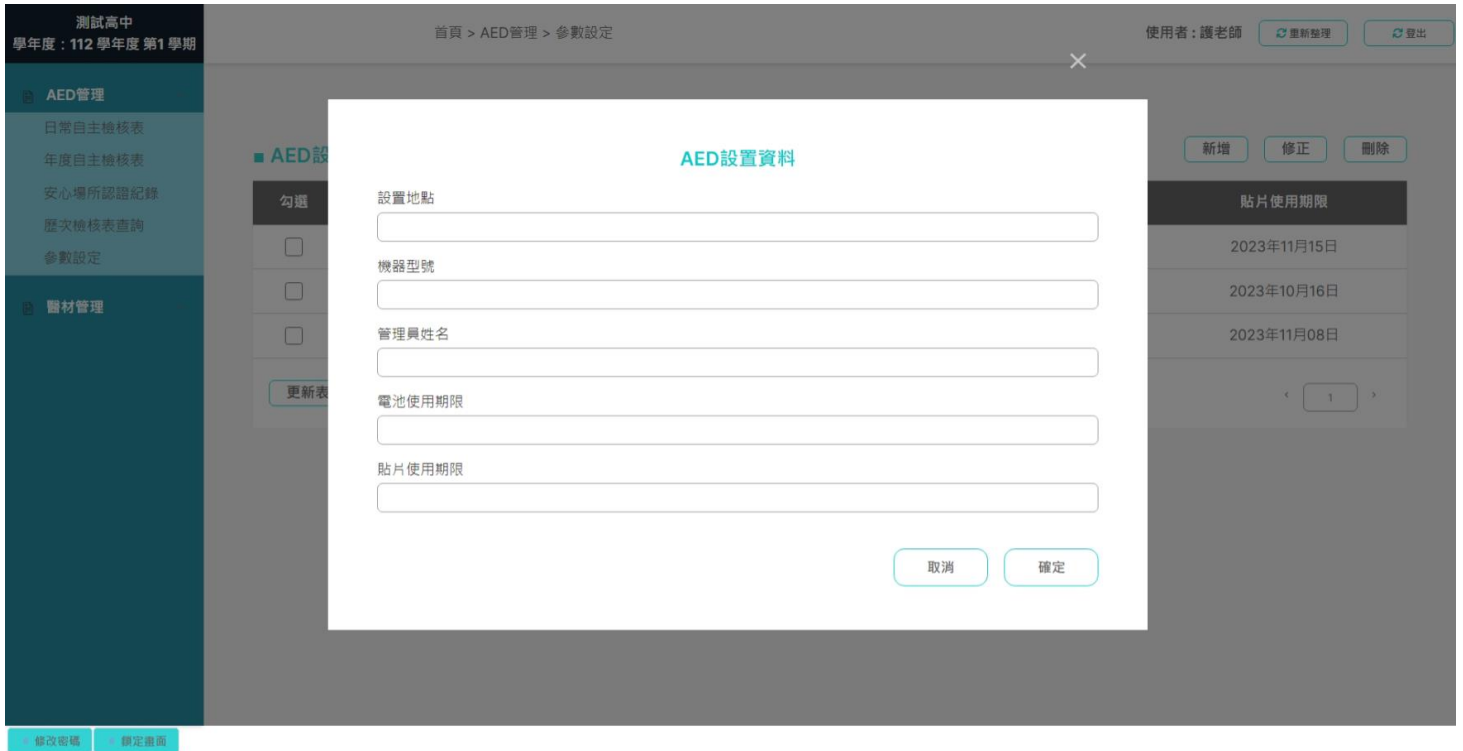 測試高中
學年度：112 學年度 第1 學期
首頁 > AED管理 > 參數設定
使用者：護老師
重新整理
登出
AED管理
日常自主檢核表
年度自主檢核表
安心場所認證紀錄
歷次檢核表查詢
參數設定
醫材管理
■ AED設
新增
修正
刪除
勾選
貼片使用期限
2023年11月15日
2023年10月16日
2023年11月08日
更新表
1
AED設置資料
設置地點
機器型號
管理員姓名
電池使用期限
貼片使用期限
取消
確定
修改密碼
鎖定畫面